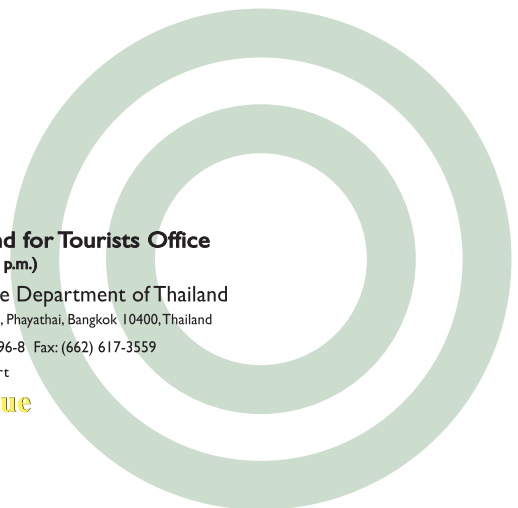 nd for Tourists Office
p.m.)
e Department of Thailand
, Phayathai, Bangkok 10400, Thailand
96-8 Fax: (662) 617-3559
rt
ue